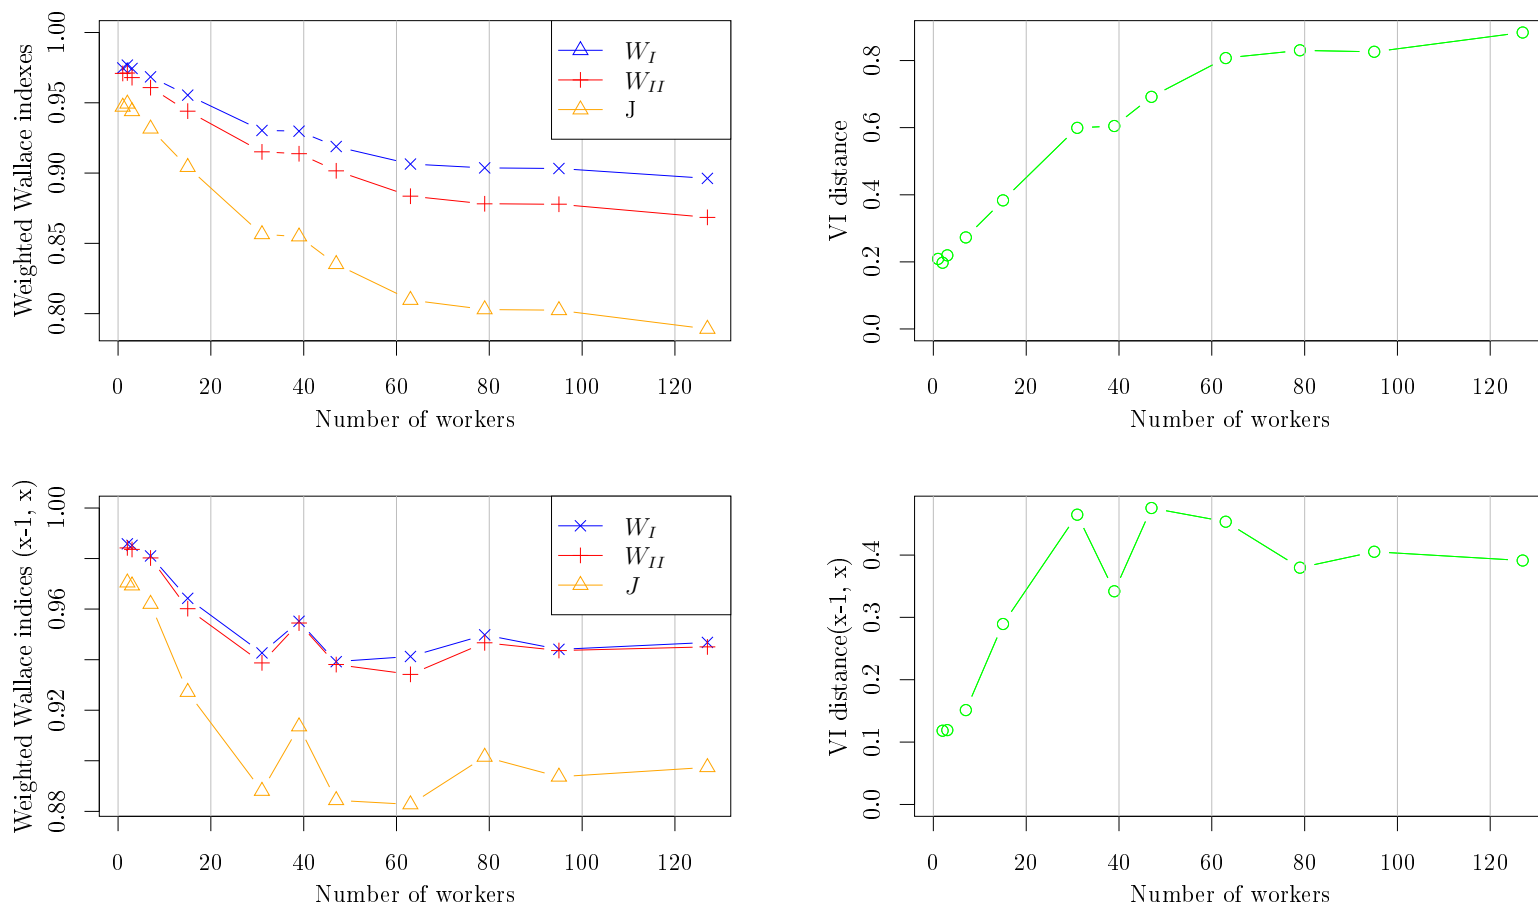 Weighted Wallace indexes
1.00
0.95
0.90
0.85
0.80
W_I
W_II
J
0 20 40 60 80 100 120
Number of workers
VI distance
0.8
0.6
0.4
0.2
0.0
0 20 40 60 80 100 120
Number of workers
Weighted Wallace indices (x-1, x)
1.00
0.96
0.92
0.88
W_I
W_II
J
0 20 40 60 80 100 120
Number of workers
VI distance(x-1, x)
0.4
0.3
0.2
0.1
0.0
0 20 40 60 80 100 120
Number of workers